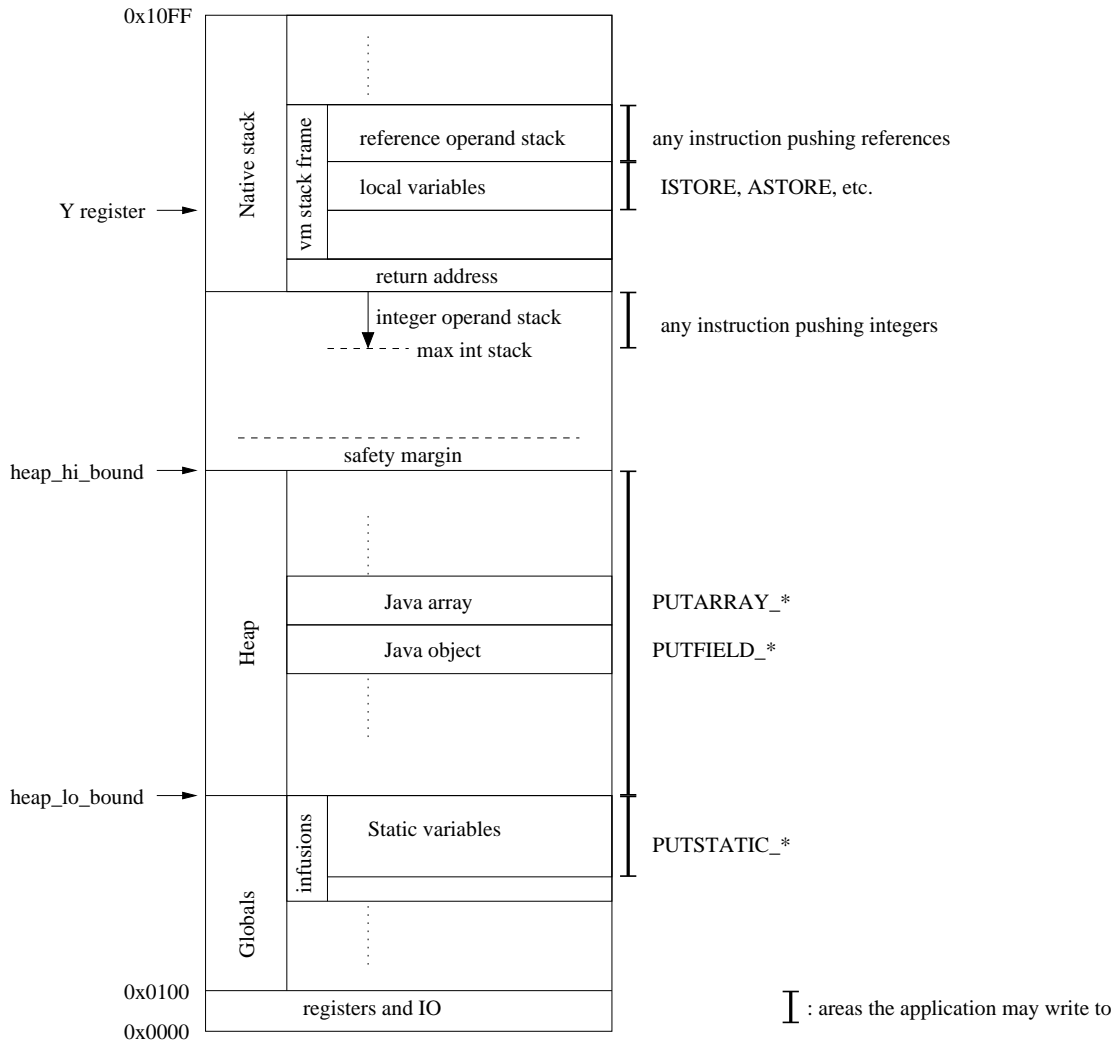 0x10FF
Native stack
vm stack frame
reference operand stack
any instruction pushing references
local variables
ISTORE, ASTORE, etc.
Y register
return address
integer operand stack
any instruction pushing integers
max int stack
safety margin
heap_hi_bound
Heap
Java array
PUTARRAY_*
Java object
PUTFIELD_*
heap_lo_bound
Globals
infusions
Static variables
PUTSTATIC_*
0x0100
registers and IO
: areas the application may write to
0x0000